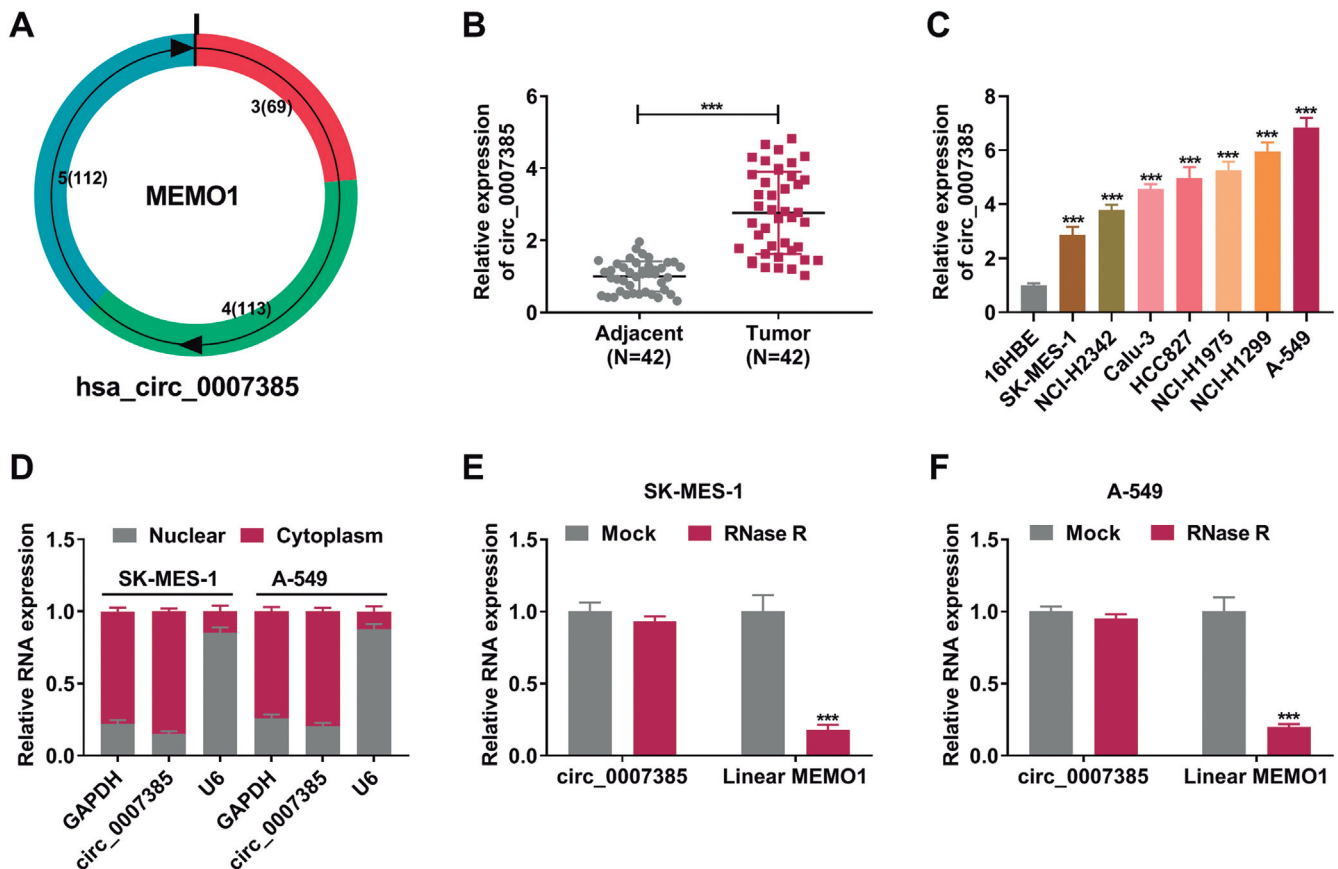 A
3(69)
5(112)
MEMO1
4(113)
hsa_circ_0007385
B
Relative expression
of circ_0007385
6
4
2
0
***
Adjacent
(N=42)
Tumor
(N=42)
C
Relative expression
of circ_0007385
8
6
4
2
0
***
***
***
***
***
***
***
16HBE
SK-MES-1
NCI-H2342
Calu-3
HCC827
NCI-H1975
NCI-H1299
A-549
D
Relative RNA expression
Nuclear
Cytoplasm
1.5
1.0
0.5
0.0
SK-MES-1
A-549
GAPDH
circ_0007385
U6
GAPDH
circ_0007385
U6
E
SK-MES-1
Relative RNA expression
Mock
RNase R
1.5
1.0
0.5
0.0
***
circ_0007385
Linear MEMO1
F
A-549
Relative RNA expression
Mock
RNase R
1.5
1.0
0.5
0.0
***
circ_0007385
Linear MEMO1